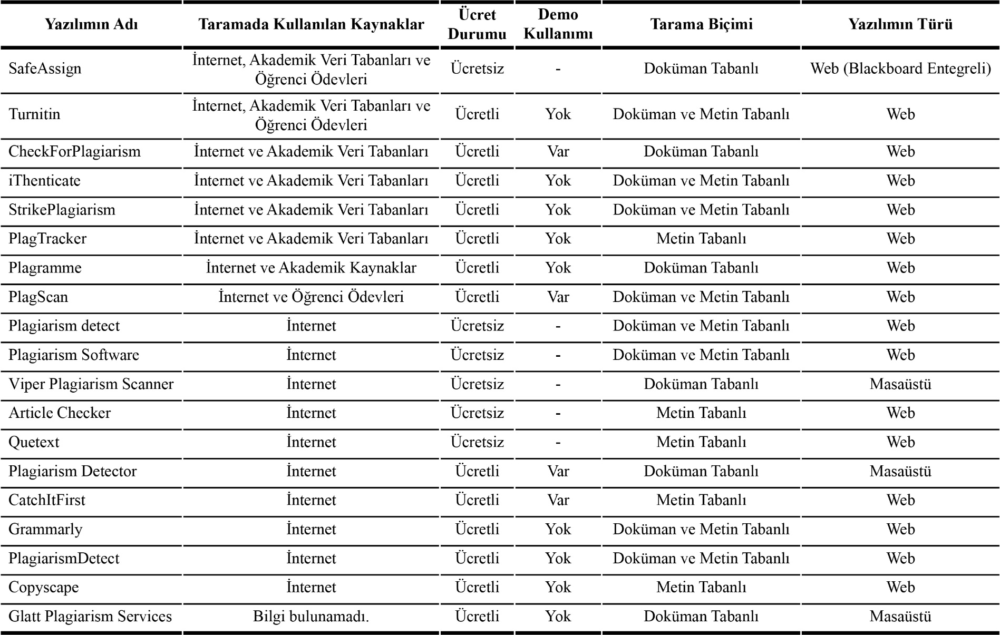 Yazılımın Adı Taramada Kullanılan Kaynaklar Ücret Durumu Demo Kullanımı Tarama Biçimi Yazılımın Türü
SafeAssign İnternet, Akademik Veri Tabanları ve Öğrenci Ödevleri Ücretsiz - Doküman Tabanlı Web (Blackboard Entegreli)
Turnitin İnternet, Akademik Veri Tabanları ve Öğrenci Ödevleri Ücretli Yok Doküman ve Metin Tabanlı Web
CheckForPlagiarism İnternet ve Akademik Veri Tabanları Ücretli Var Doküman Tabanlı Web
iThenticate İnternet ve Akademik Veri Tabanları Ücretli Yok Doküman ve Metin Tabanlı Web
StrikePlagiarism İnternet ve Akademik Veri Tabanları Ücretli Yok Doküman ve Metin Tabanlı Web
PlagTracker İnternet ve Akademik Veri Tabanları Ücretli Yok Metin Tabanlı Web
Plagramme İnternet ve Akademik Kaynaklar Ücretli Yok Doküman Tabanlı Web
PlagScan İnternet ve Öğrenci Ödevleri Ücretli Var Doküman ve Metin Tabanlı Web
Plagiarism detect İnternet Ücretsiz - Doküman ve Metin Tabanlı Web
Plagiarism Software İnternet Ücretsiz - Doküman ve Metin Tabanlı Web
Viper Plagiarism Scanner İnternet Ücretsiz - Doküman Tabanlı Masaüstü
Article Checker İnternet Ücretsiz - Metin Tabanlı Web
Quetext İnternet Ücretsiz - Metin Tabanlı Web
Plagiarism Detector İnternet Ücretli Var Doküman Tabanlı Masaüstü
CatchItFirst İnternet Ücretli Var Metin Tabanlı Web
Grammarly İnternet Ücretli Yok Doküman ve Metin Tabanlı Web
PlagiarismDetect İnternet Ücretli Yok Doküman ve Metin Tabanlı Web
Copyscape İnternet Ücretli Yok Metin Tabanlı Web
Glatt Plagiarism Services Bilgi bulunamadı. Ücretli Yok Doküman Tabanlı Masaüstü